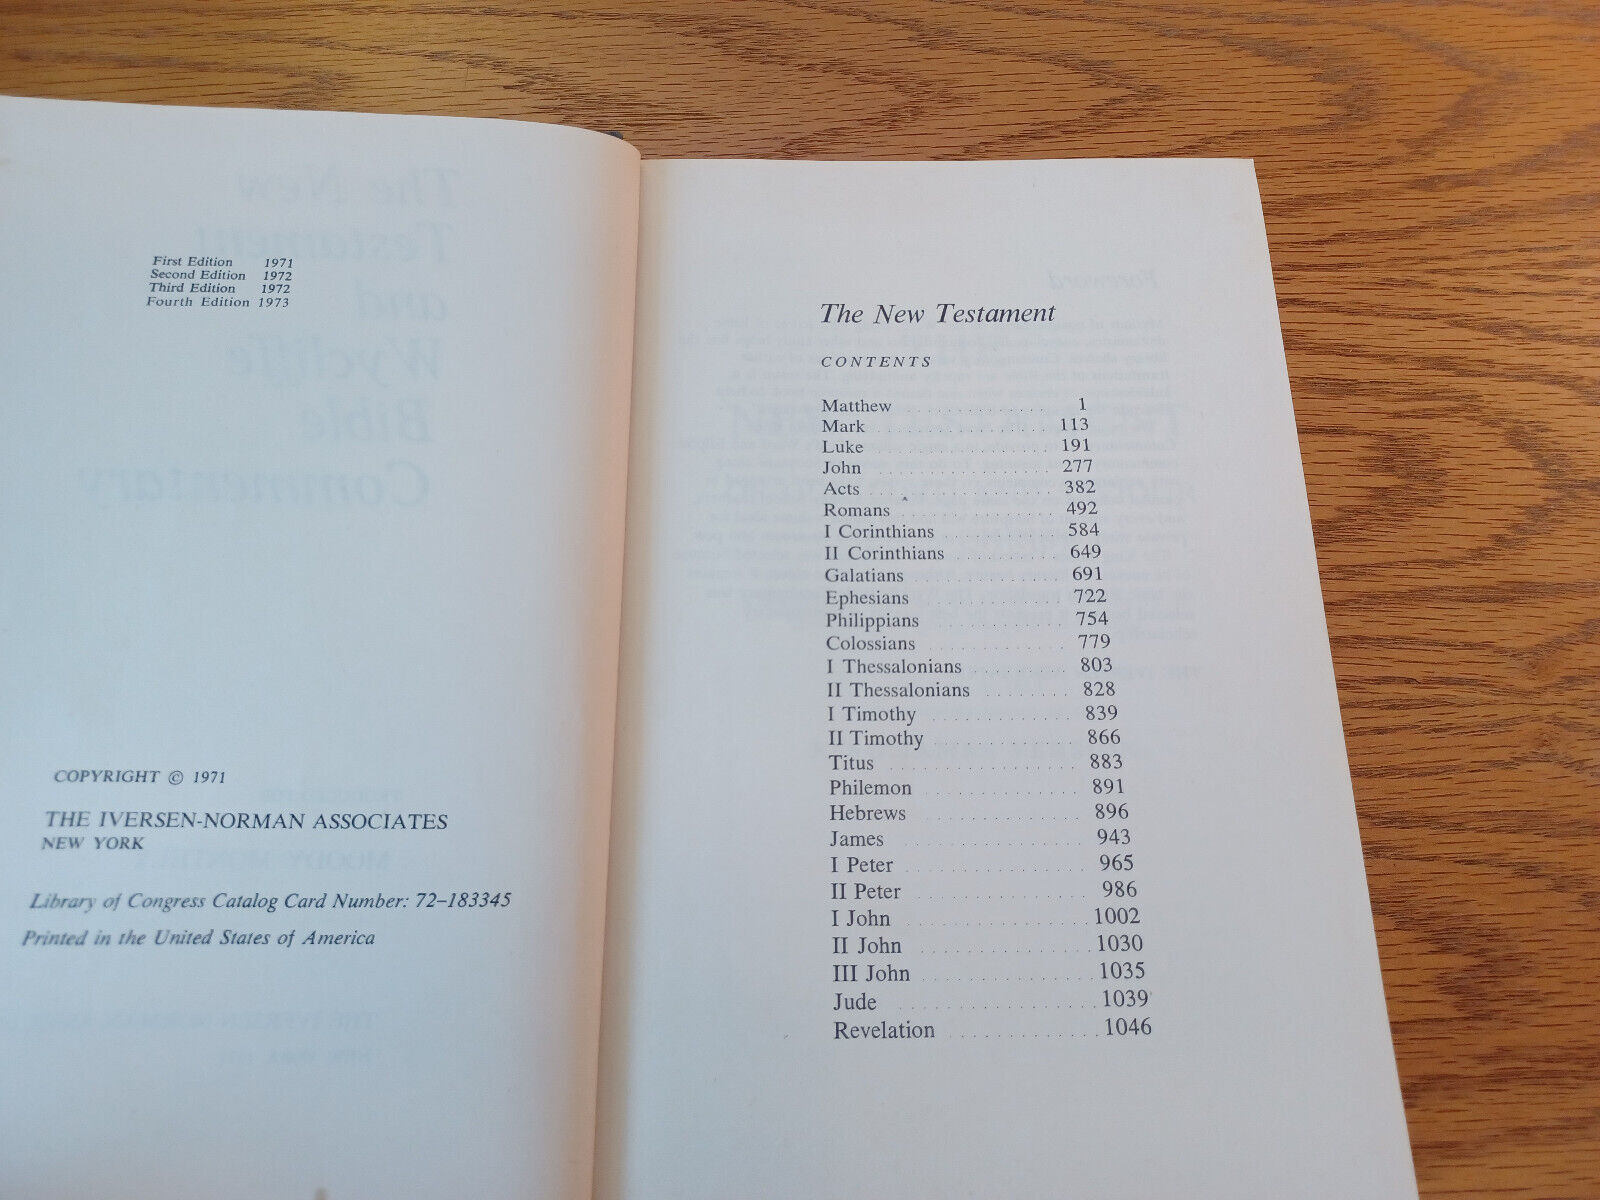 First Edition 1971
Second Edition 1972
Third Edition 1972
Fourth Edition 1973
COPYRIGHT © 1971
THE IVERSEN-NORMAN ASSOCIATES
NEW YORK
Library of Congress Catalog Card Number: 72-183345
Printed in the United States of America
The New Testament
CONTENTS
Matthew 1
Mark 113
Luke 191
John 277
Acts 382
Romans 492
I Corinthians 584
II Corinthians 649
Galatians 691
Ephesians 722
Philippians 754
Colossians 779
I Thessalonians 803
II Thessalonians 828
I Timothy 839
II Timothy 866
Titus 883
Philemon 891
Hebrews 896
James 943
I Peter 965
II Peter 986
I John 1002
II John 1030
III John 1035
Jude 1039
Revelation 1046